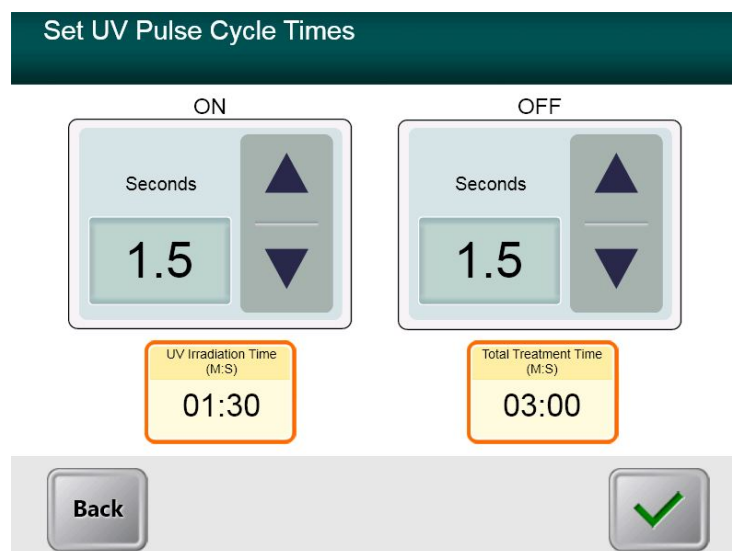 Set UV Pulse Cycle Times
ON
OFF
Seconds
1.5
Seconds
1.5
UV Irradiation Time
(M:S)
01:30
Total Treatment Time
(M:S)
03:00
Back